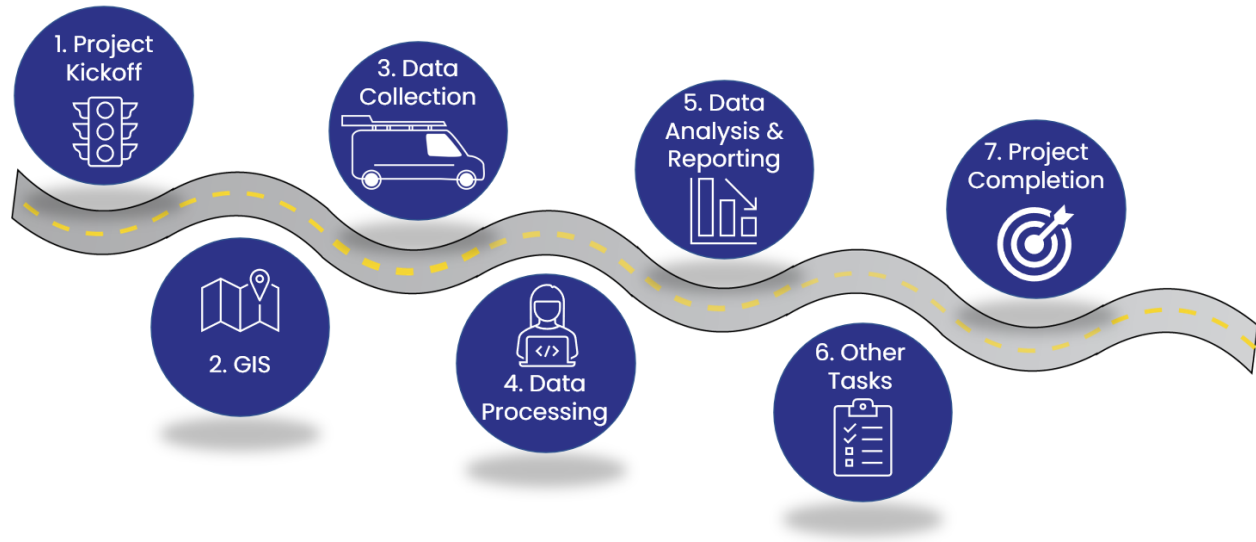 1. Project
Kickoff
2. GIS
3. Data
Collection
</>
4. Data
Processing
5. Data
Analysis &
Reporting
6. Other
Tasks
7. Project
Completion